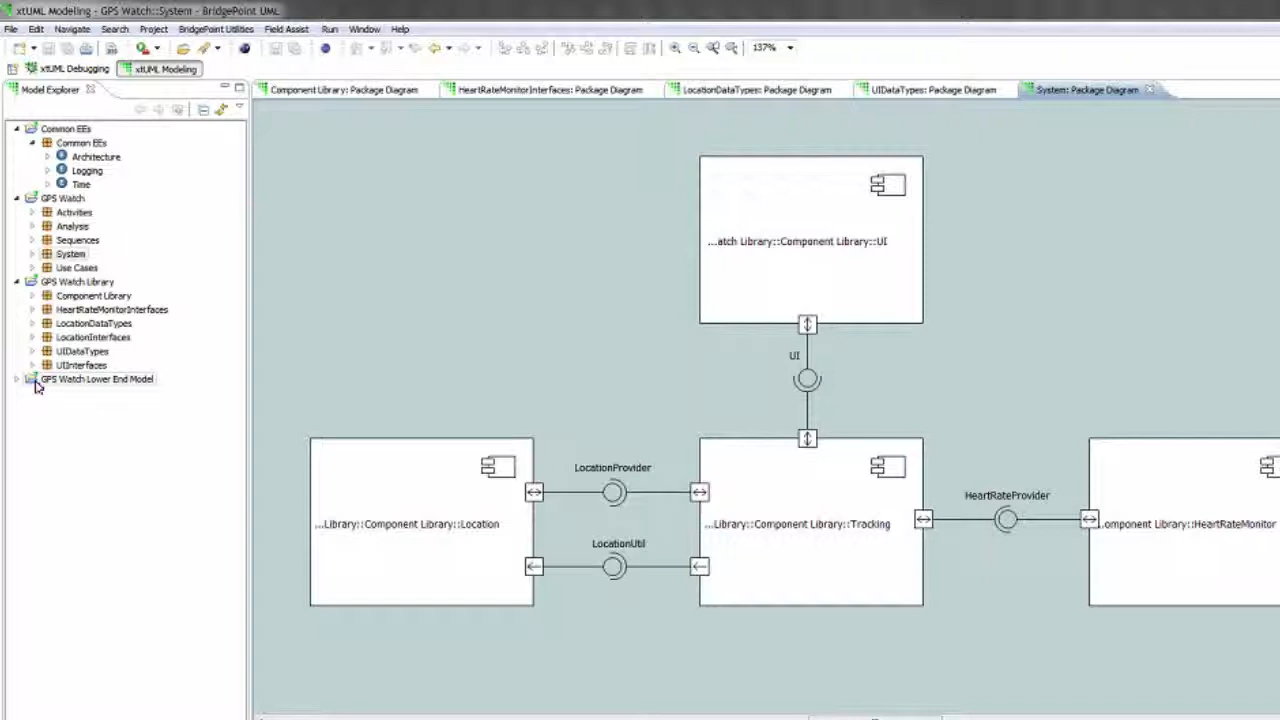 xtUML Modeling - GPS Watch::System - BridgePoint UML
File Edit Navigate Search Project BridgePoint Utilities Field Assist Run Window Help
137%
xtUML Debugging xtUML Modeling
Model Explorer
Component Library: Package Diagram HeartRateMonitorInterfaces: Package Diagram LocationDataTypes: Package Diagram UIDataTypes: Package Diagram System: Package Diagram
Common EEs
Common EEs
Architecture
Logging
Time
GPS Watch
Activities
Analysis
Sequences
System
Use Cases
GPS Watch Library
Component Library
HeartRateMonitorInterfaces
LocationDataTypes
LocationInterfaces
UIDataTypes
UIInterfaces
GPS Watch Lower End Model
...atch Library::Component Library::UI
UI
LocationProvider
HeartRateProvider
...Library::Component Library::Location
...Library::Component Library::Tracking
...omponent Library::HeartRateMonitor
LocationUtil